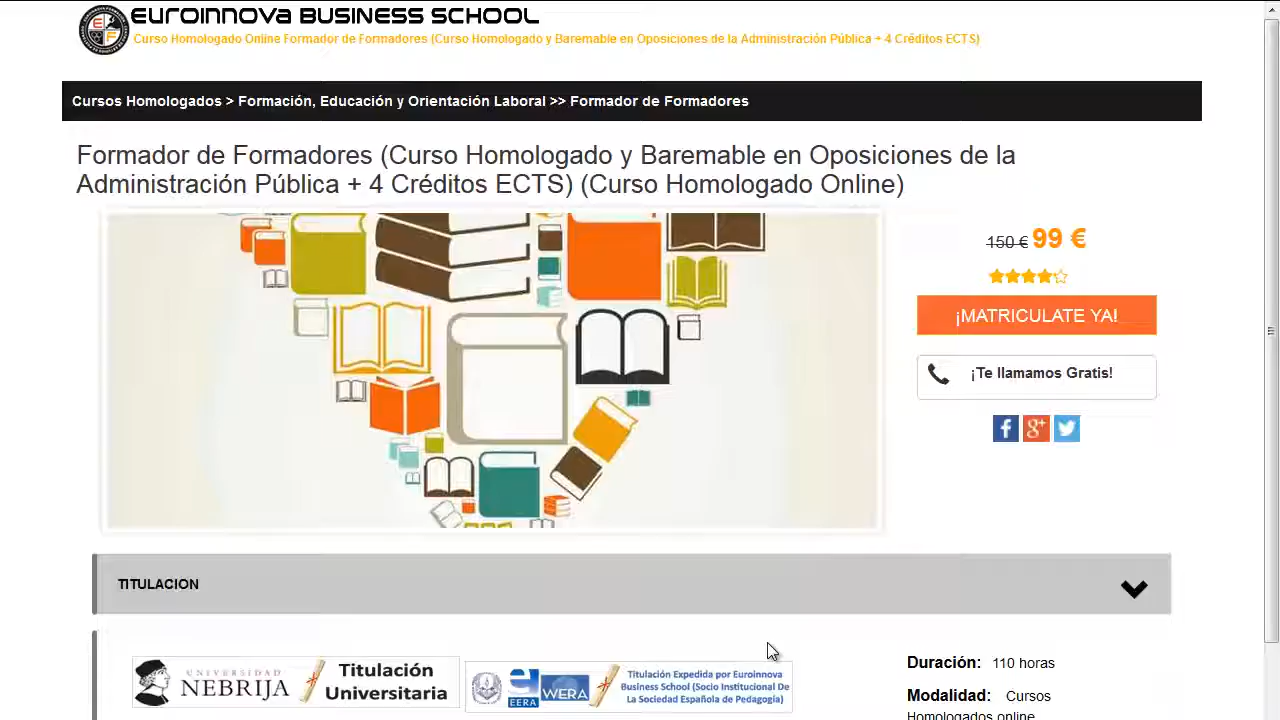 EUROINNOVA BUSINESS SCHOOL
Curso Homologado Online Formador de Formadores (Curso Homologado y Baremable en Oposiciones de la Administración Pública + 4 Créditos ECTS)
Cursos Homologados > Formación, Educación y Orientación Laboral >> Formador de Formadores
Formador de Formadores (Curso Homologado y Baremable en Oposiciones de la
Administración Pública + 4 Créditos ECTS) (Curso Homologado Online)
150 € 99 €
¡MATRICULATE YA!
¡Te llamamos Gratis!
TITULACION
UNIVERSIDAD
NEBRIJA
Titulación
Universitaria
EERA
WERA
Titulación Expedida por Euroinnova
Business School (Socio Institucional De
La Sociedad Española de Pedagogía)
Duración: 110 horas
Modalidad: Cursos
Homologados online